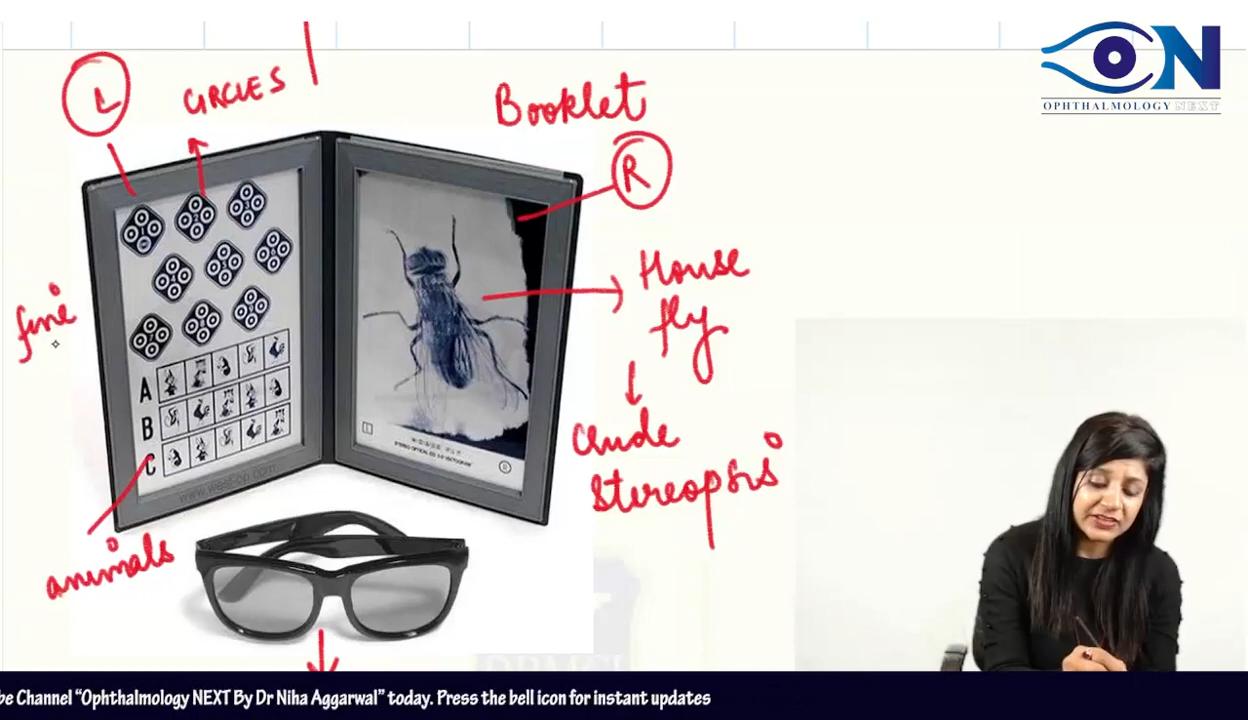 ON
OPHTHALMOLOGY NEXT
L
CIRCLES
Booklet
R
House
fly
crude
stereopsis
fine
A
B
C
animals
L
R
be Channel “Ophthalmology NEXT By Dr Niha Aggarwal” today. Press the bell icon for instant updates